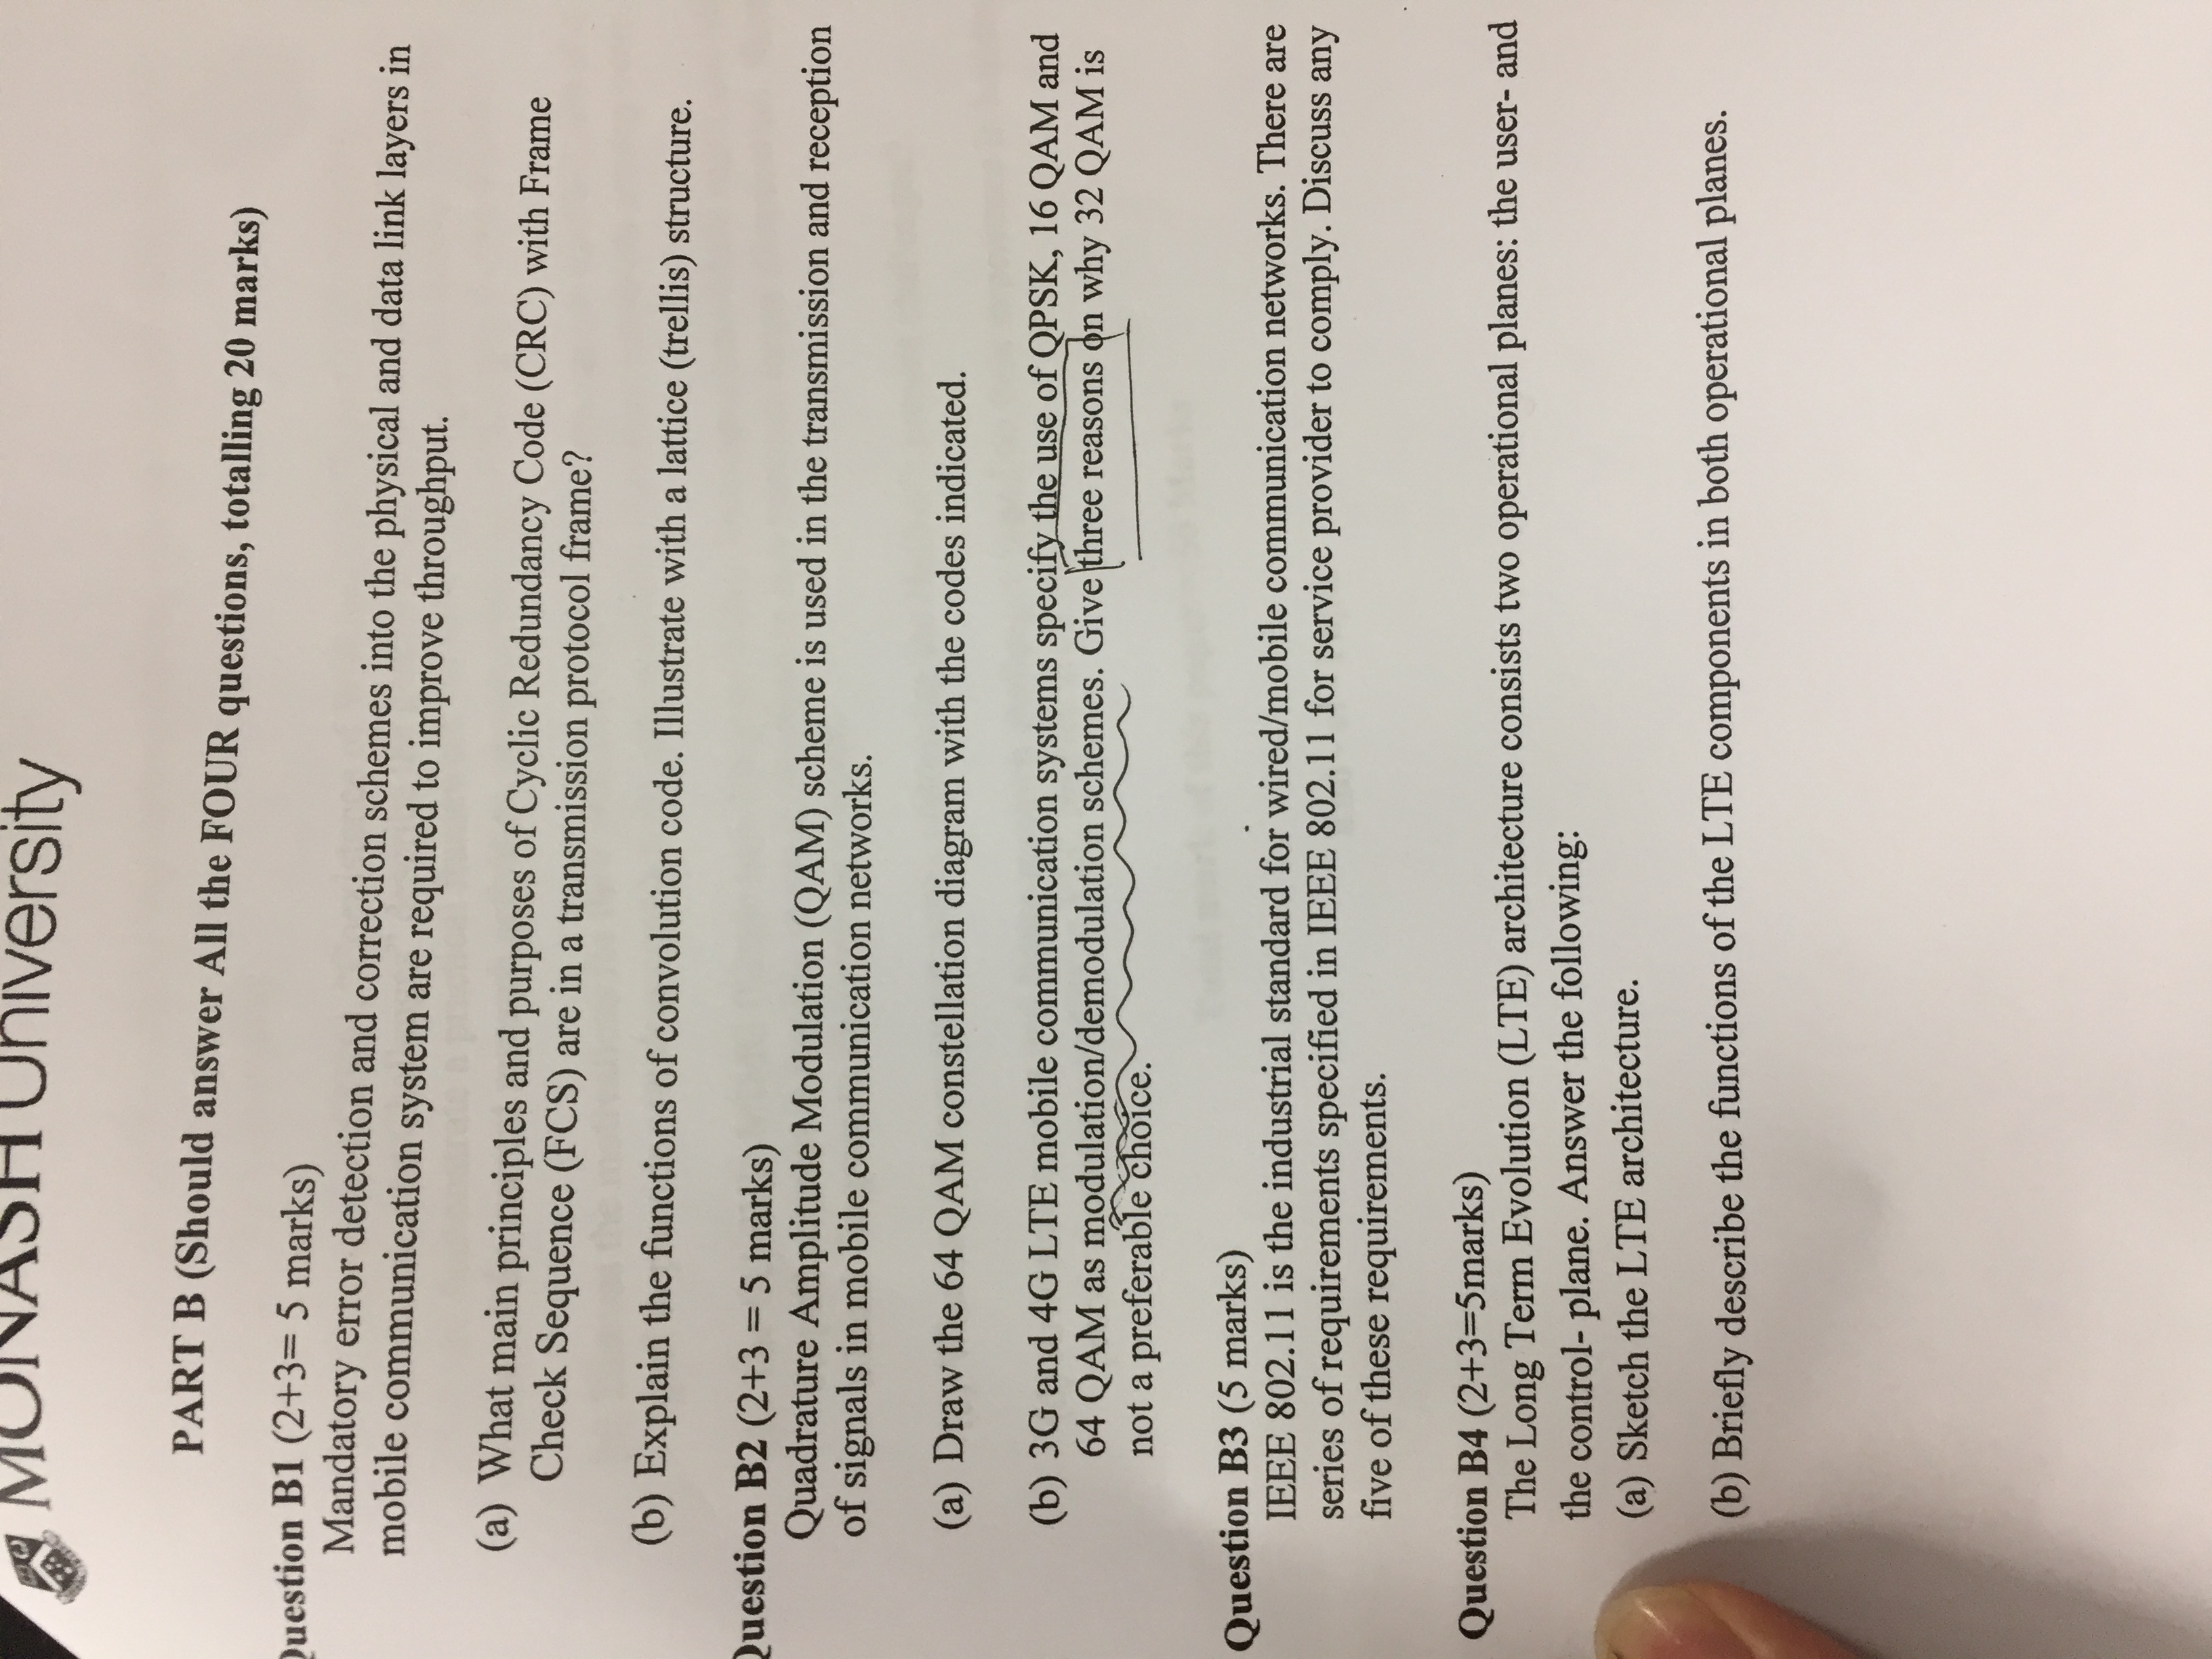 MONASH University
PART B (Should answer All the FOUR questions, totalling 20 marks)
Question B1 (2+3= 5 marks)
Mandatory error detection and correction schemes into the physical and data link layers in
mobile communication system are required to improve throughput.
(a) What main principles and purposes of Cyclic Redundancy Code (CRC) with Frame
Check Sequence (FCS) are in a transmission protocol frame?
(b) Explain the functions of convolution code. Illustrate with a lattice (trellis) structure.
Question B2 (2+3 = 5 marks)
Quadrature Amplitude Modulation (QAM) scheme is used in the transmission and reception
of signals in mobile communication networks.
(a) Draw the 64 QAM constellation diagram with the codes indicated.
(b) 3G and 4G LTE mobile communication systems specify the use of QPSK, 16 QAM and
64 QAM as modulation/demodulation schemes. Give three reasons on why 32 QAM is
not a preferable choice.
Question B3 (5 marks)
IEEE 802.11 is the industrial standard for wired/mobile communication networks. There are
series of requirements specified in IEEE 802.11 for service provider to comply. Discuss any
five of these requirements.
Question B4 (2+3=5marks)
The Long Term Evolution (LTE) architecture consists two operational planes: the user- and
the control- plane. Answer the following:
(a) Sketch the LTE architecture.
(b) Briefly describe the functions of the LTE components in both operational planes.